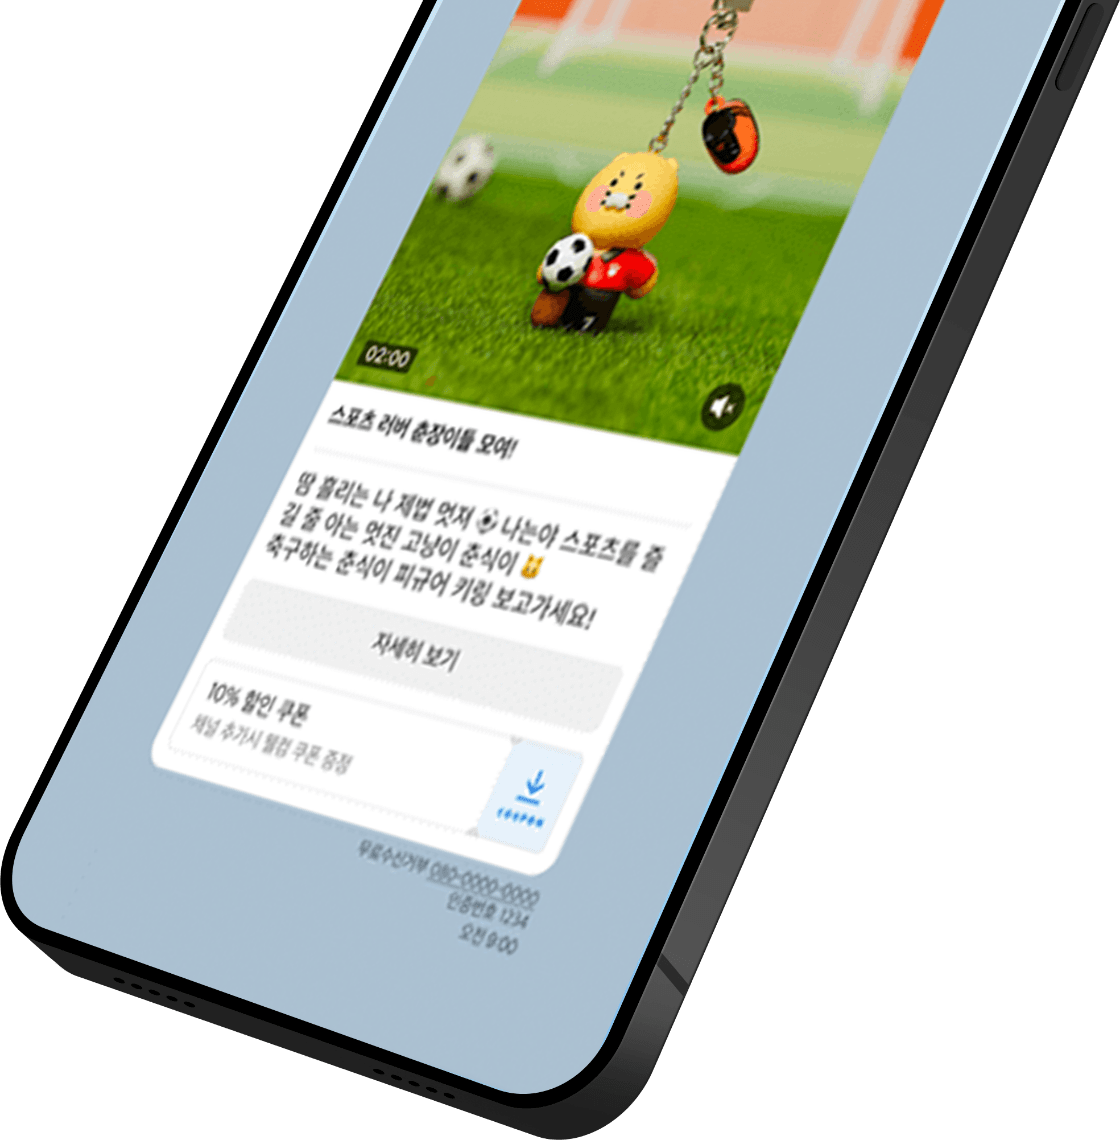 02:00
스포츠 러버 춘장이들 모여!
땀 흘리는 나 제법 멋져 ⚽ 나는야 스포츠를 즐
길 줄 아는 멋진 고냥이 춘식이 🐱
축구하는 춘식이 피규어 키링 보고가세요!
자세히 보기
10% 할인 쿠폰
채널 추가시 웰컴 쿠폰 증정
COUPON
무료수신거부 080-0000-0000
인증번호 1234
오전 9:00